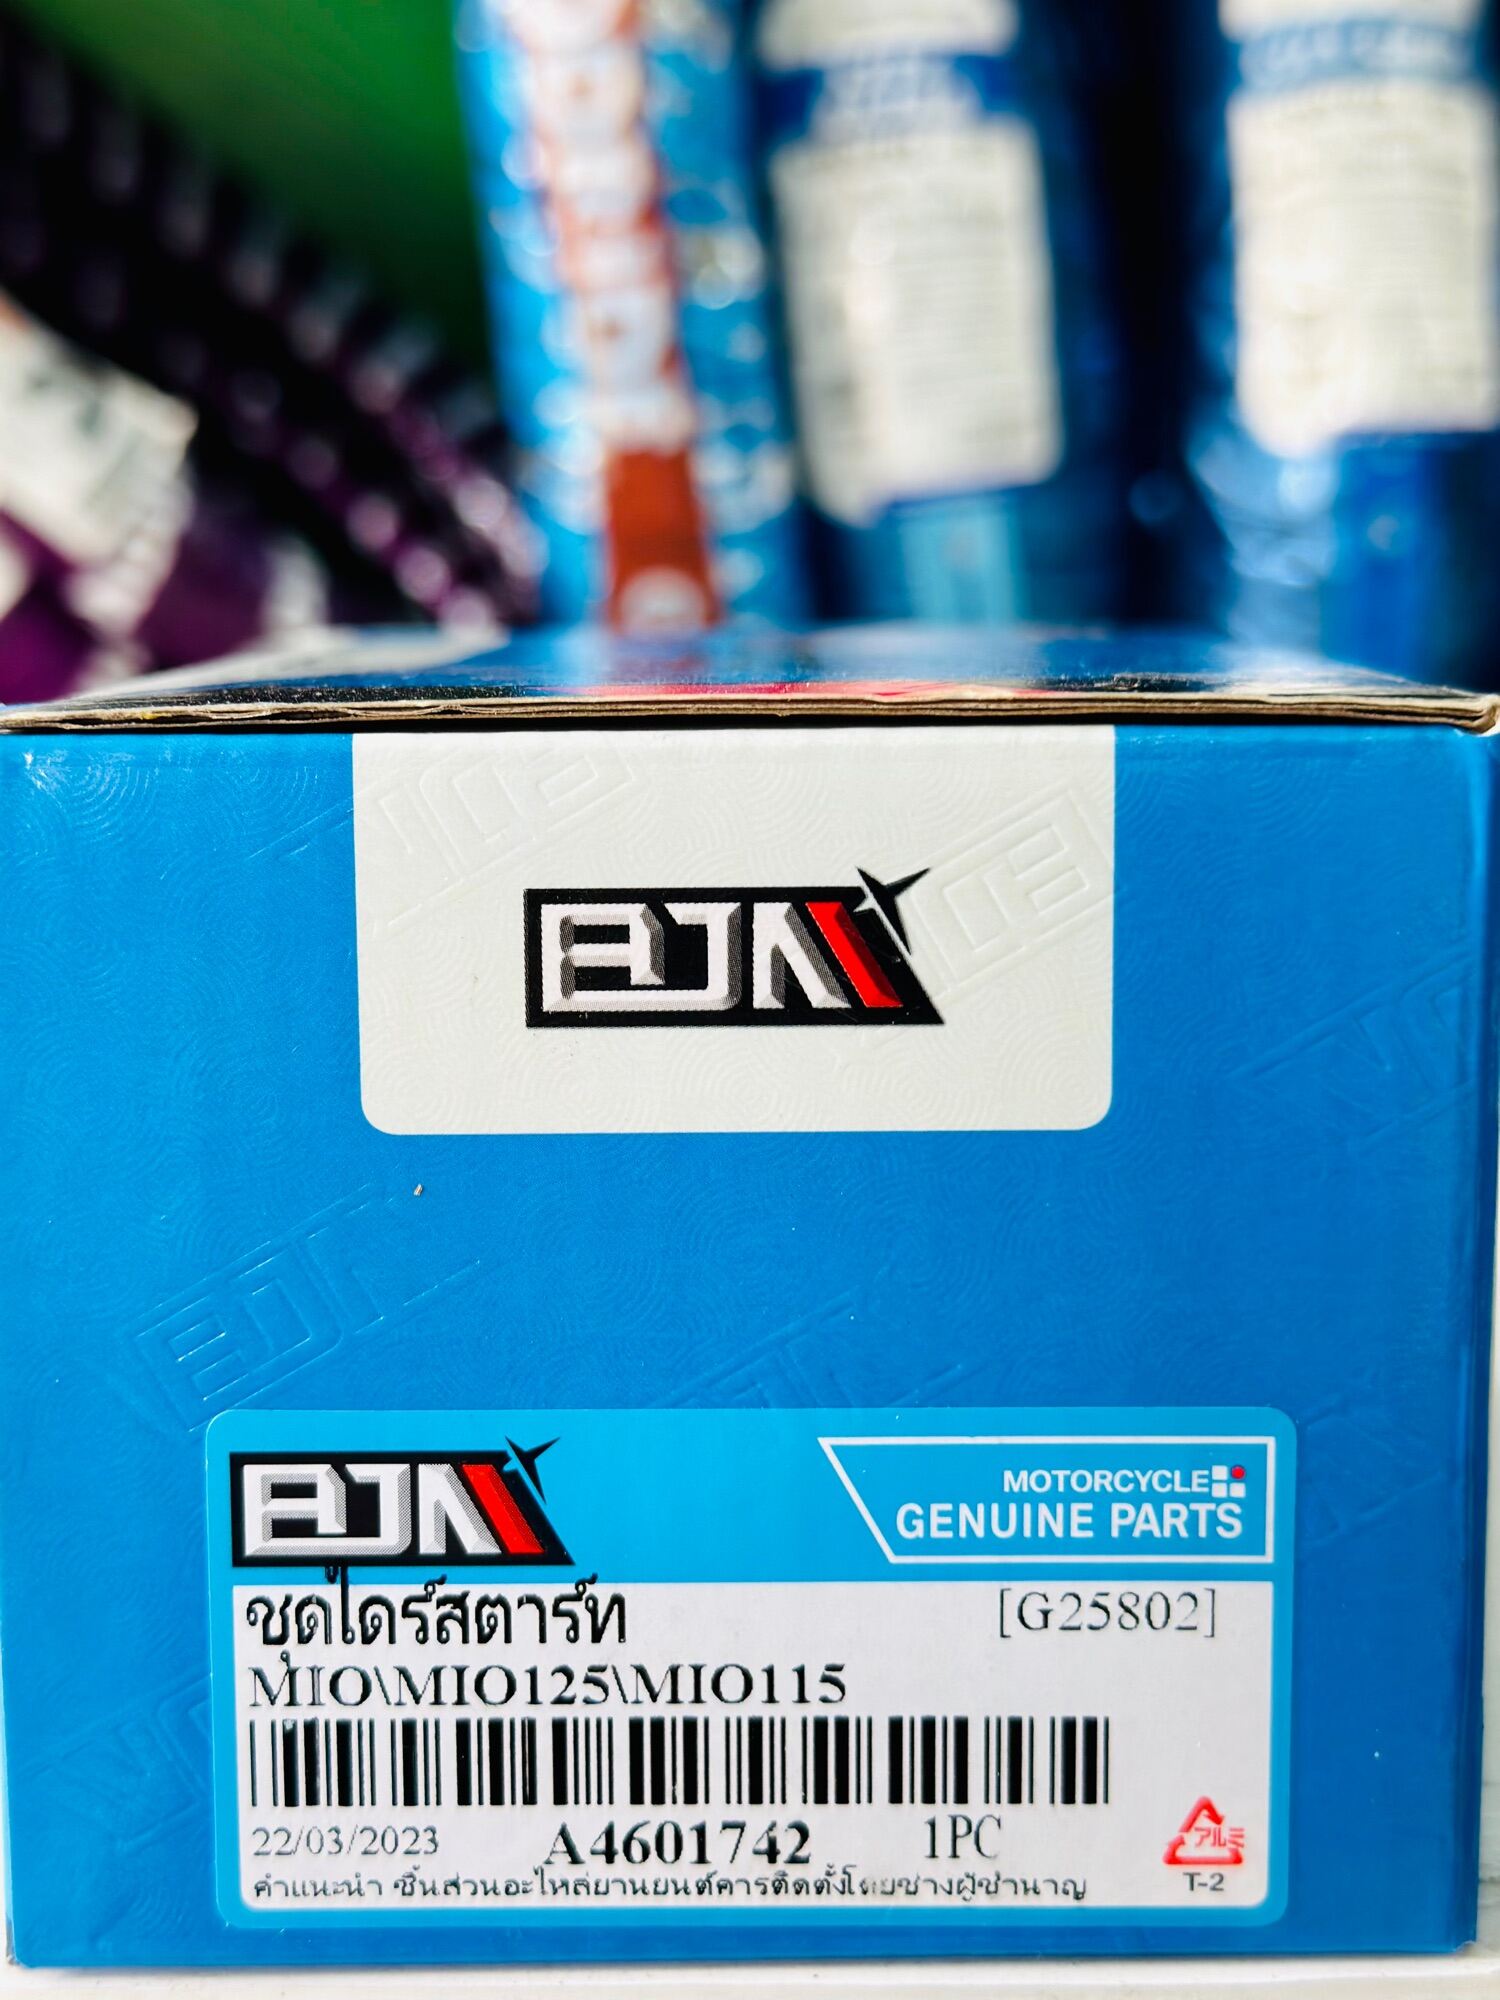 BJM
BJM
MOTORCYCLE
GENUINE PARTS
ชุดไดร์สตาร์ท
[G25802]
MIO\MIO125\MIO115
22/03/2023
A4601742
1PC
アルミ
T-2
คำแนะนำ ชิ้นส่วนอะไหล่ยานยนต์ควรติดตั้งโดยช่างผู้ชำนาญ